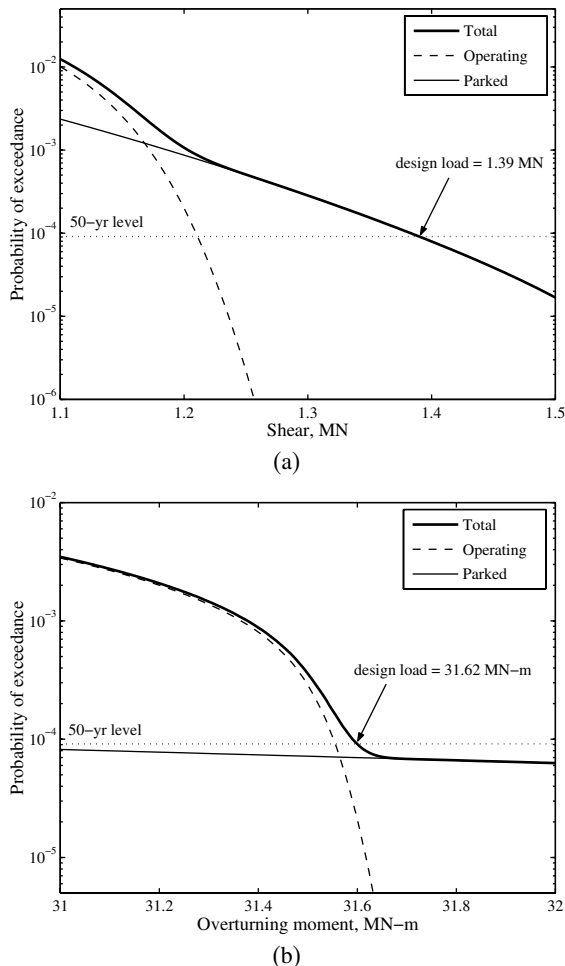 Total
Operating
Parked
10⁻²
10⁻³
10⁻⁴
10⁻⁵
10⁻⁶
Probability of exceedance
design load = 1.39 MN
50−yr level
1.1 1.2 1.3 1.4 1.5
Shear, MN
(a)
Total
Operating
Parked
10⁻²
10⁻³
10⁻⁴
10⁻⁵
Probability of exceedance
design load = 31.62 MN−m
50−yr level
31 31.2 31.4 31.6 31.8 32
Overturning moment, MN−m
(b)